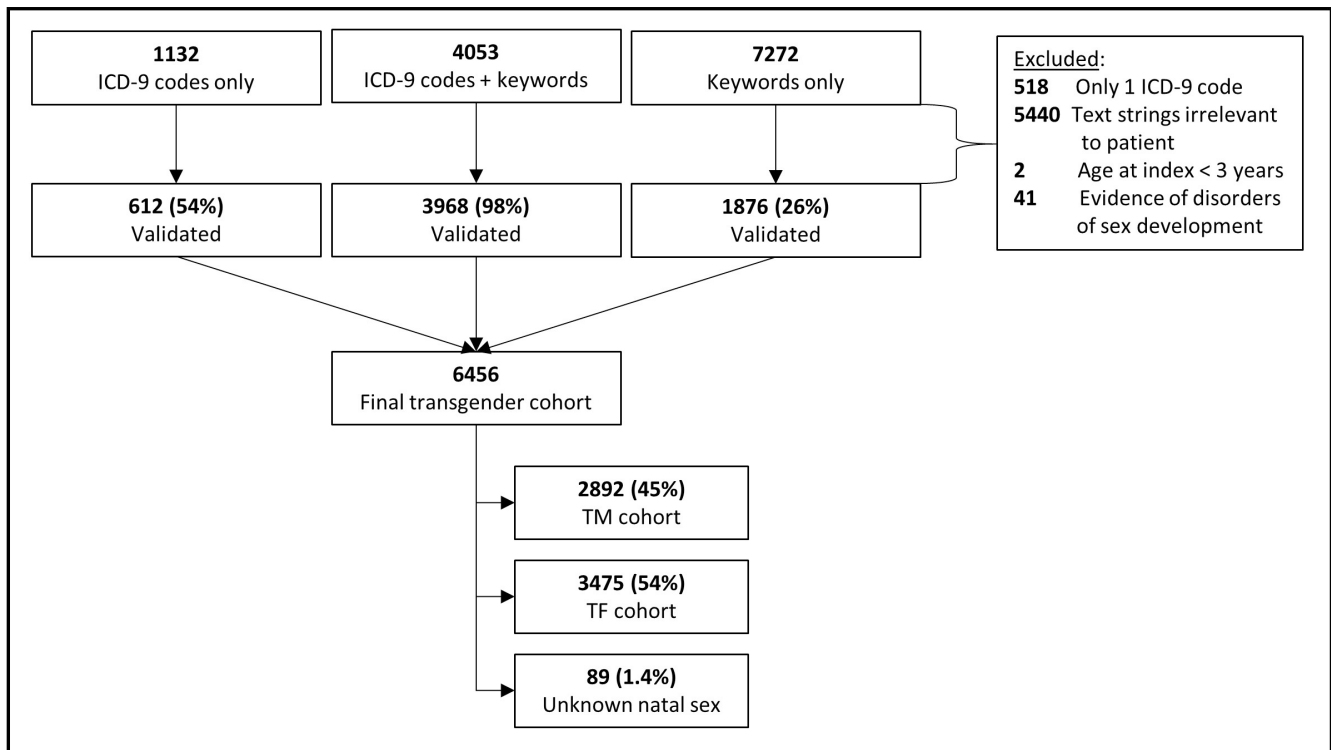 1132
ICD-9 codes only
4053
ICD-9 codes + keywords
7272
Keywords only
Excluded:
518 Only 1 ICD-9 code
5440 Text strings irrelevant
to patient
2 Age at index < 3 years
41 Evidence of disorders
of sex development
612 (54%)
Validated
3968 (98%)
Validated
1876 (26%)
Validated
6456
Final transgender cohort
2892 (45%)
TM cohort
3475 (54%)
TF cohort
89 (1.4%)
Unknown natal sex